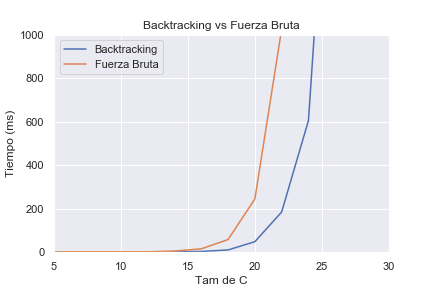 Backtracking vs Fuerza Bruta
Backtracking
Fuerza Bruta
Tiempo (ms)
1000
800
600
400
200
0
5 10 15 20 25 30
Tam de C